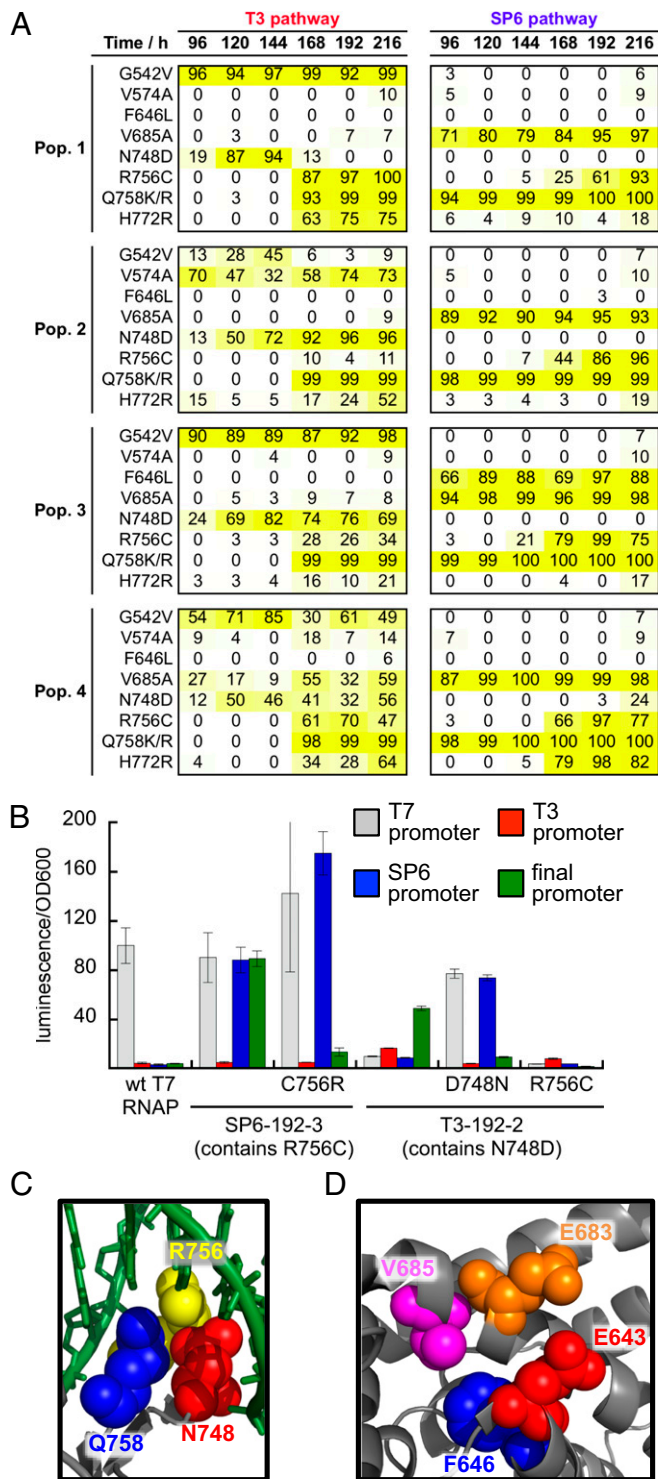 A
T3 pathway SP6 pathway
Time / h 96 120 144 168 192 216 96 120 144 168 192 216
Pop. 1
G542V 96 94 97 99 92 99 3 0 0 0 0 6
V574A 0 0 0 0 0 10 5 0 0 0 0 9
F646L 0 0 0 0 0 0 0 0 0 0 0 0
V685A 0 3 0 0 7 7 71 80 79 84 95 97
N748D 19 87 94 13 0 0 0 0 0 0 0 0
R756C 0 0 0 87 97 100 0 0 5 25 61 93
Q758K/R 0 3 0 93 99 99 94 99 99 99 100 100
H772R 0 0 0 63 75 75 6 4 9 10 4 18
Pop. 2
G542V 13 28 45 6 3 9 0 0 0 0 0 7
V574A 70 47 32 58 74 73 5 0 0 0 0 10
F646L 0 0 0 0 0 0 0 0 0 0 3 0
V685A 0 0 0 0 0 9 89 92 90 94 95 93
N748D 13 50 72 92 96 96 0 0 0 0 0 0
R756C 0 0 0 10 4 11 0 0 7 44 86 96
Q758K/R 0 0 0 99 99 99 98 99 99 99 99 99
H772R 15 5 5 17 24 52 3 3 4 3 0 19
Pop. 3
G542V 90 89 89 87 92 98 0 0 0 0 0 7
V574A 0 0 4 0 0 9 0 0 0 0 0 10
F646L 0 0 0 0 0 0 66 89 88 69 97 88
V685A 0 5 3 9 7 8 94 98 99 96 99 98
N748D 24 69 82 74 76 69 0 0 0 0 0 0
R756C 0 3 3 28 26 34 3 0 21 79 99 75
Q758K/R 0 0 0 99 99 99 99 99 100 100 100 100
H772R 3 3 4 16 10 21 0 0 0 4 0 17
Pop. 4
G542V 54 71 85 30 61 49 0 0 0 0 0 7
V574A 9 4 0 18 7 14 7 0 0 0 0 9
F646L 0 0 0 0 0 6 0 0 0 0 0 0
V685A 27 17 9 55 32 59 87 99 100 99 99 98
N748D 12 50 46 41 32 56 0 0 0 0 3 24
R756C 0 0 0 61 70 47 3 0 0 66 97 77
Q758K/R 0 0 0 98 99 99 98 99 100 100 100 100
H772R 4 0 0 34 28 64 0 0 5 79 98 82
B
luminescence/OD600
200
160
120
80
40
T7 promoter
T3 promoter
SP6 promoter
final promoter
wt T7 RNAP
C756R
D748N
R756C
SP6-192-3
(contains R756C)
T3-192-2
(contains N748D)
C
R756
Q758
N748
D
E683
V685
E643
F646